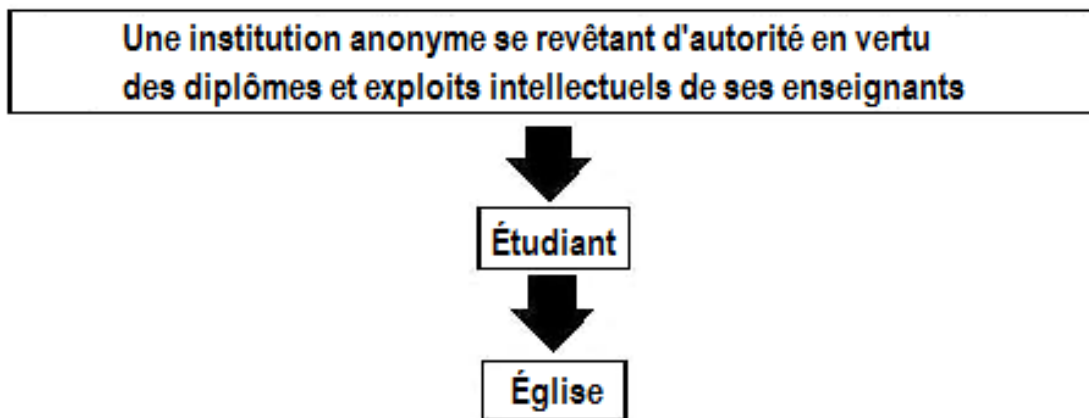 Une institution anonyme se revêtant d'autorité en vertu
des diplômes et exploits intellectuels de ses enseignants
Étudiant
Église